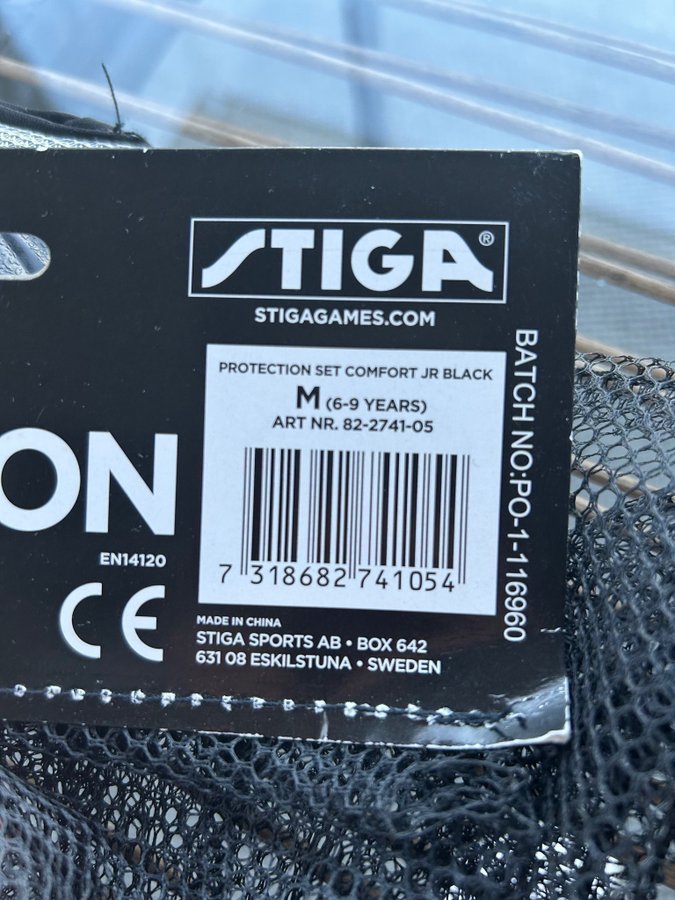 STIGA®
STIGAGAMES.COM
PROTECTION SET COMFORT JR BLACK
M (6-9 YEARS)
ART NR. 82-2741-05
7 318682 741054
BATCH NO:PO-1-116960
ON
EN14120
CE
MADE IN CHINA
STIGA SPORTS AB • BOX 642
631 08 ESKILSTUNA • SWEDEN